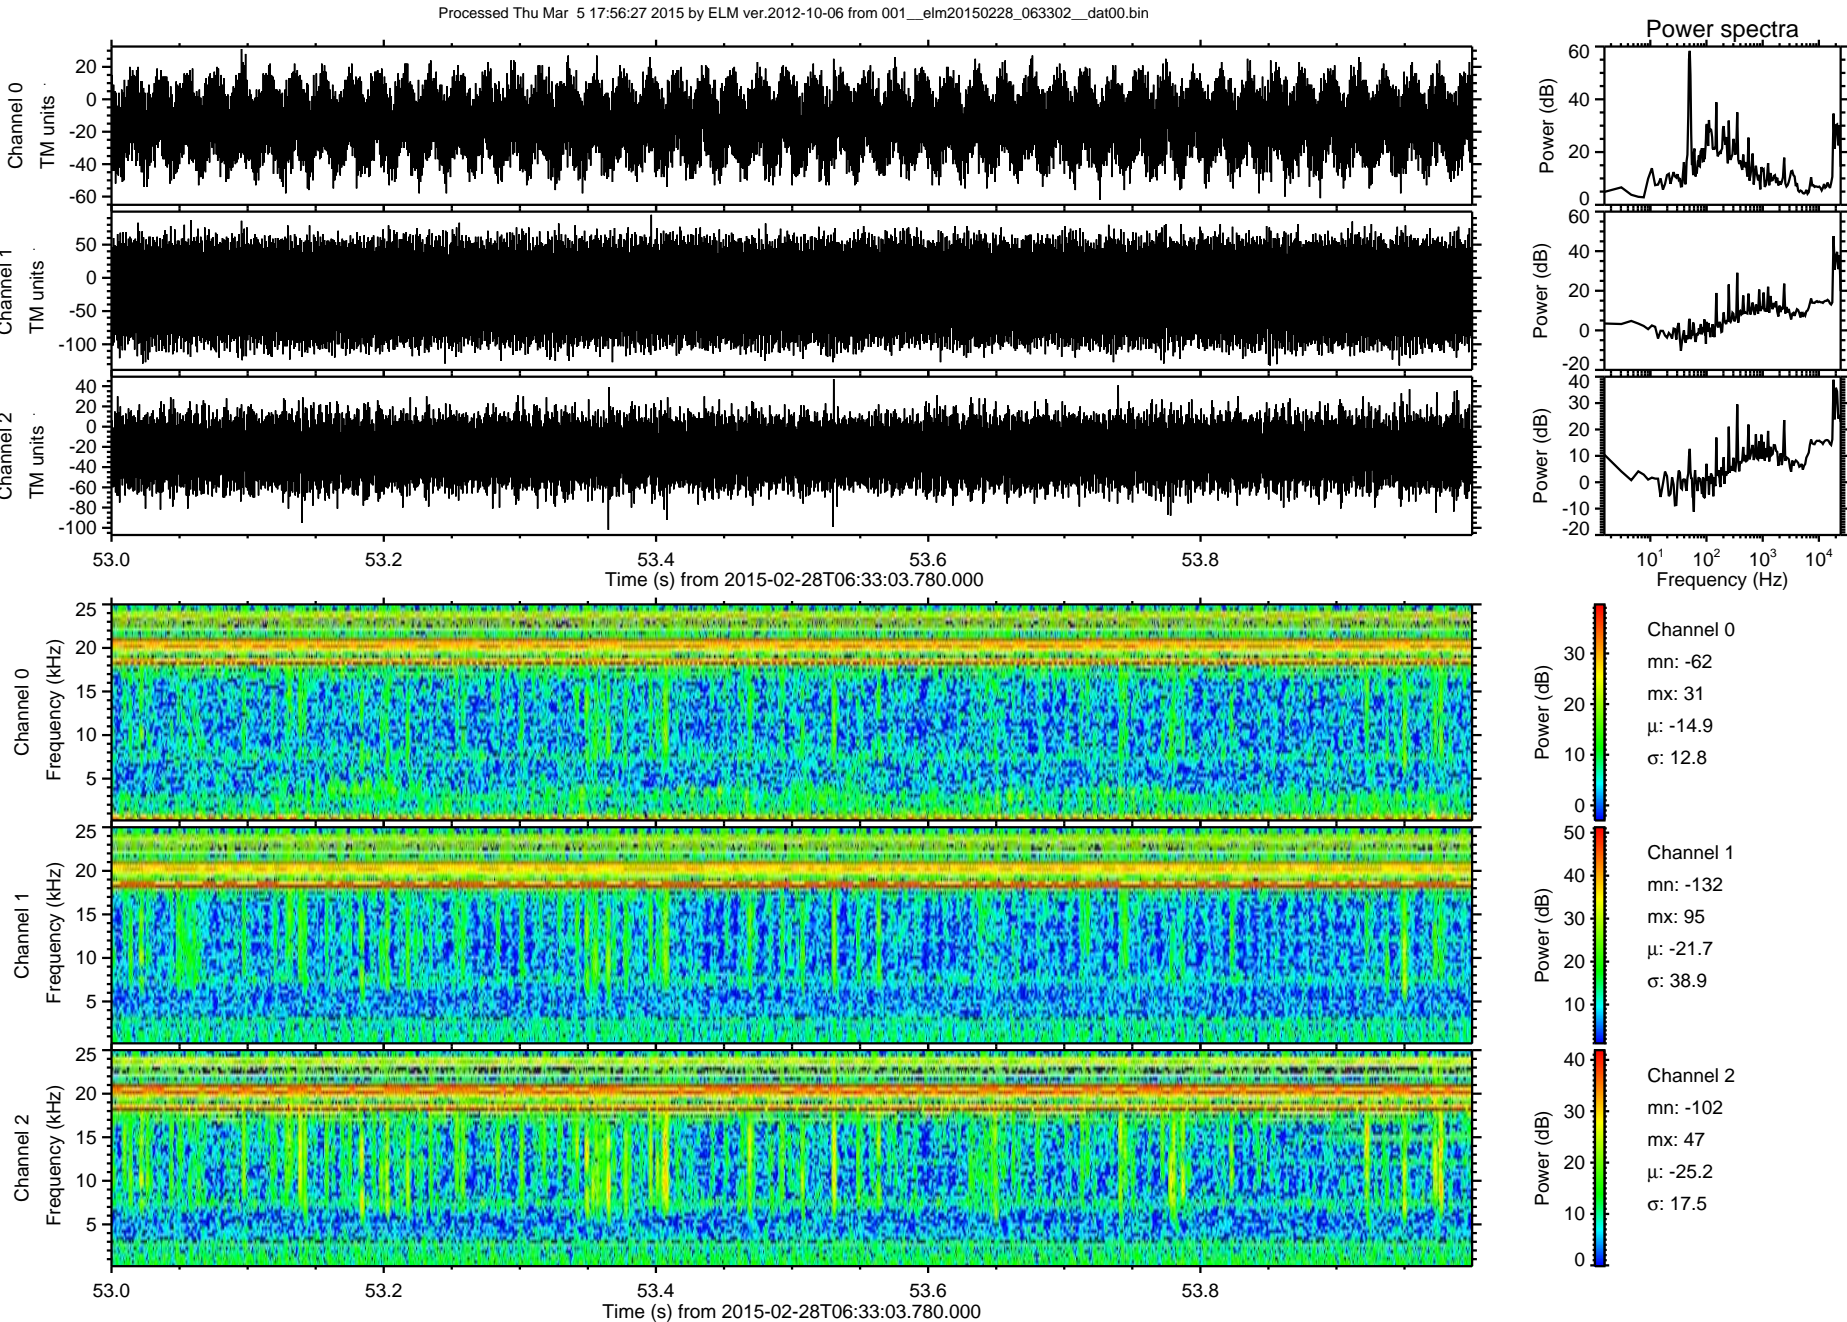 Processed Thu Mar 5 17:56:27 2015 by ELM ver.2012-10-06 from 001__elm20150228_063302__dat00.bin
Power spectra
Channel 0
TM units
20
0
-20
-40
-60
Power (dB)
60
40
20
0
Channel 1
TM units
50
0
-50
-100
Power (dB)
60
40
20
0
-20
Channel 2
TM units
40
20
0
-20
-40
-60
-80
-100
Power (dB)
40
30
20
10
0
-10
-20
53.0 53.2 53.4 53.6 53.8
Time (s) from 2015-02-28T06:33:03.780.000
10^1 10^2 10^3 10^4
Frequency (Hz)
Channel 0
Frequency (kHz)
25
20
15
10
5
Power (dB)
30
20
10
0
Channel 0
mn: -62
mx: 31
μ: -14.9
σ: 12.8
Channel 1
Frequency (kHz)
25
20
15
10
5
Power (dB)
50
40
30
20
10
Channel 1
mn: -132
mx: 95
μ: -21.7
σ: 38.9
Channel 2
Frequency (kHz)
25
20
15
10
5
Power (dB)
40
30
20
10
0
Channel 2
mn: -102
mx: 47
μ: -25.2
σ: 17.5
53.0 53.2 53.4 53.6 53.8
Time (s) from 2015-02-28T06:33:03.780.000